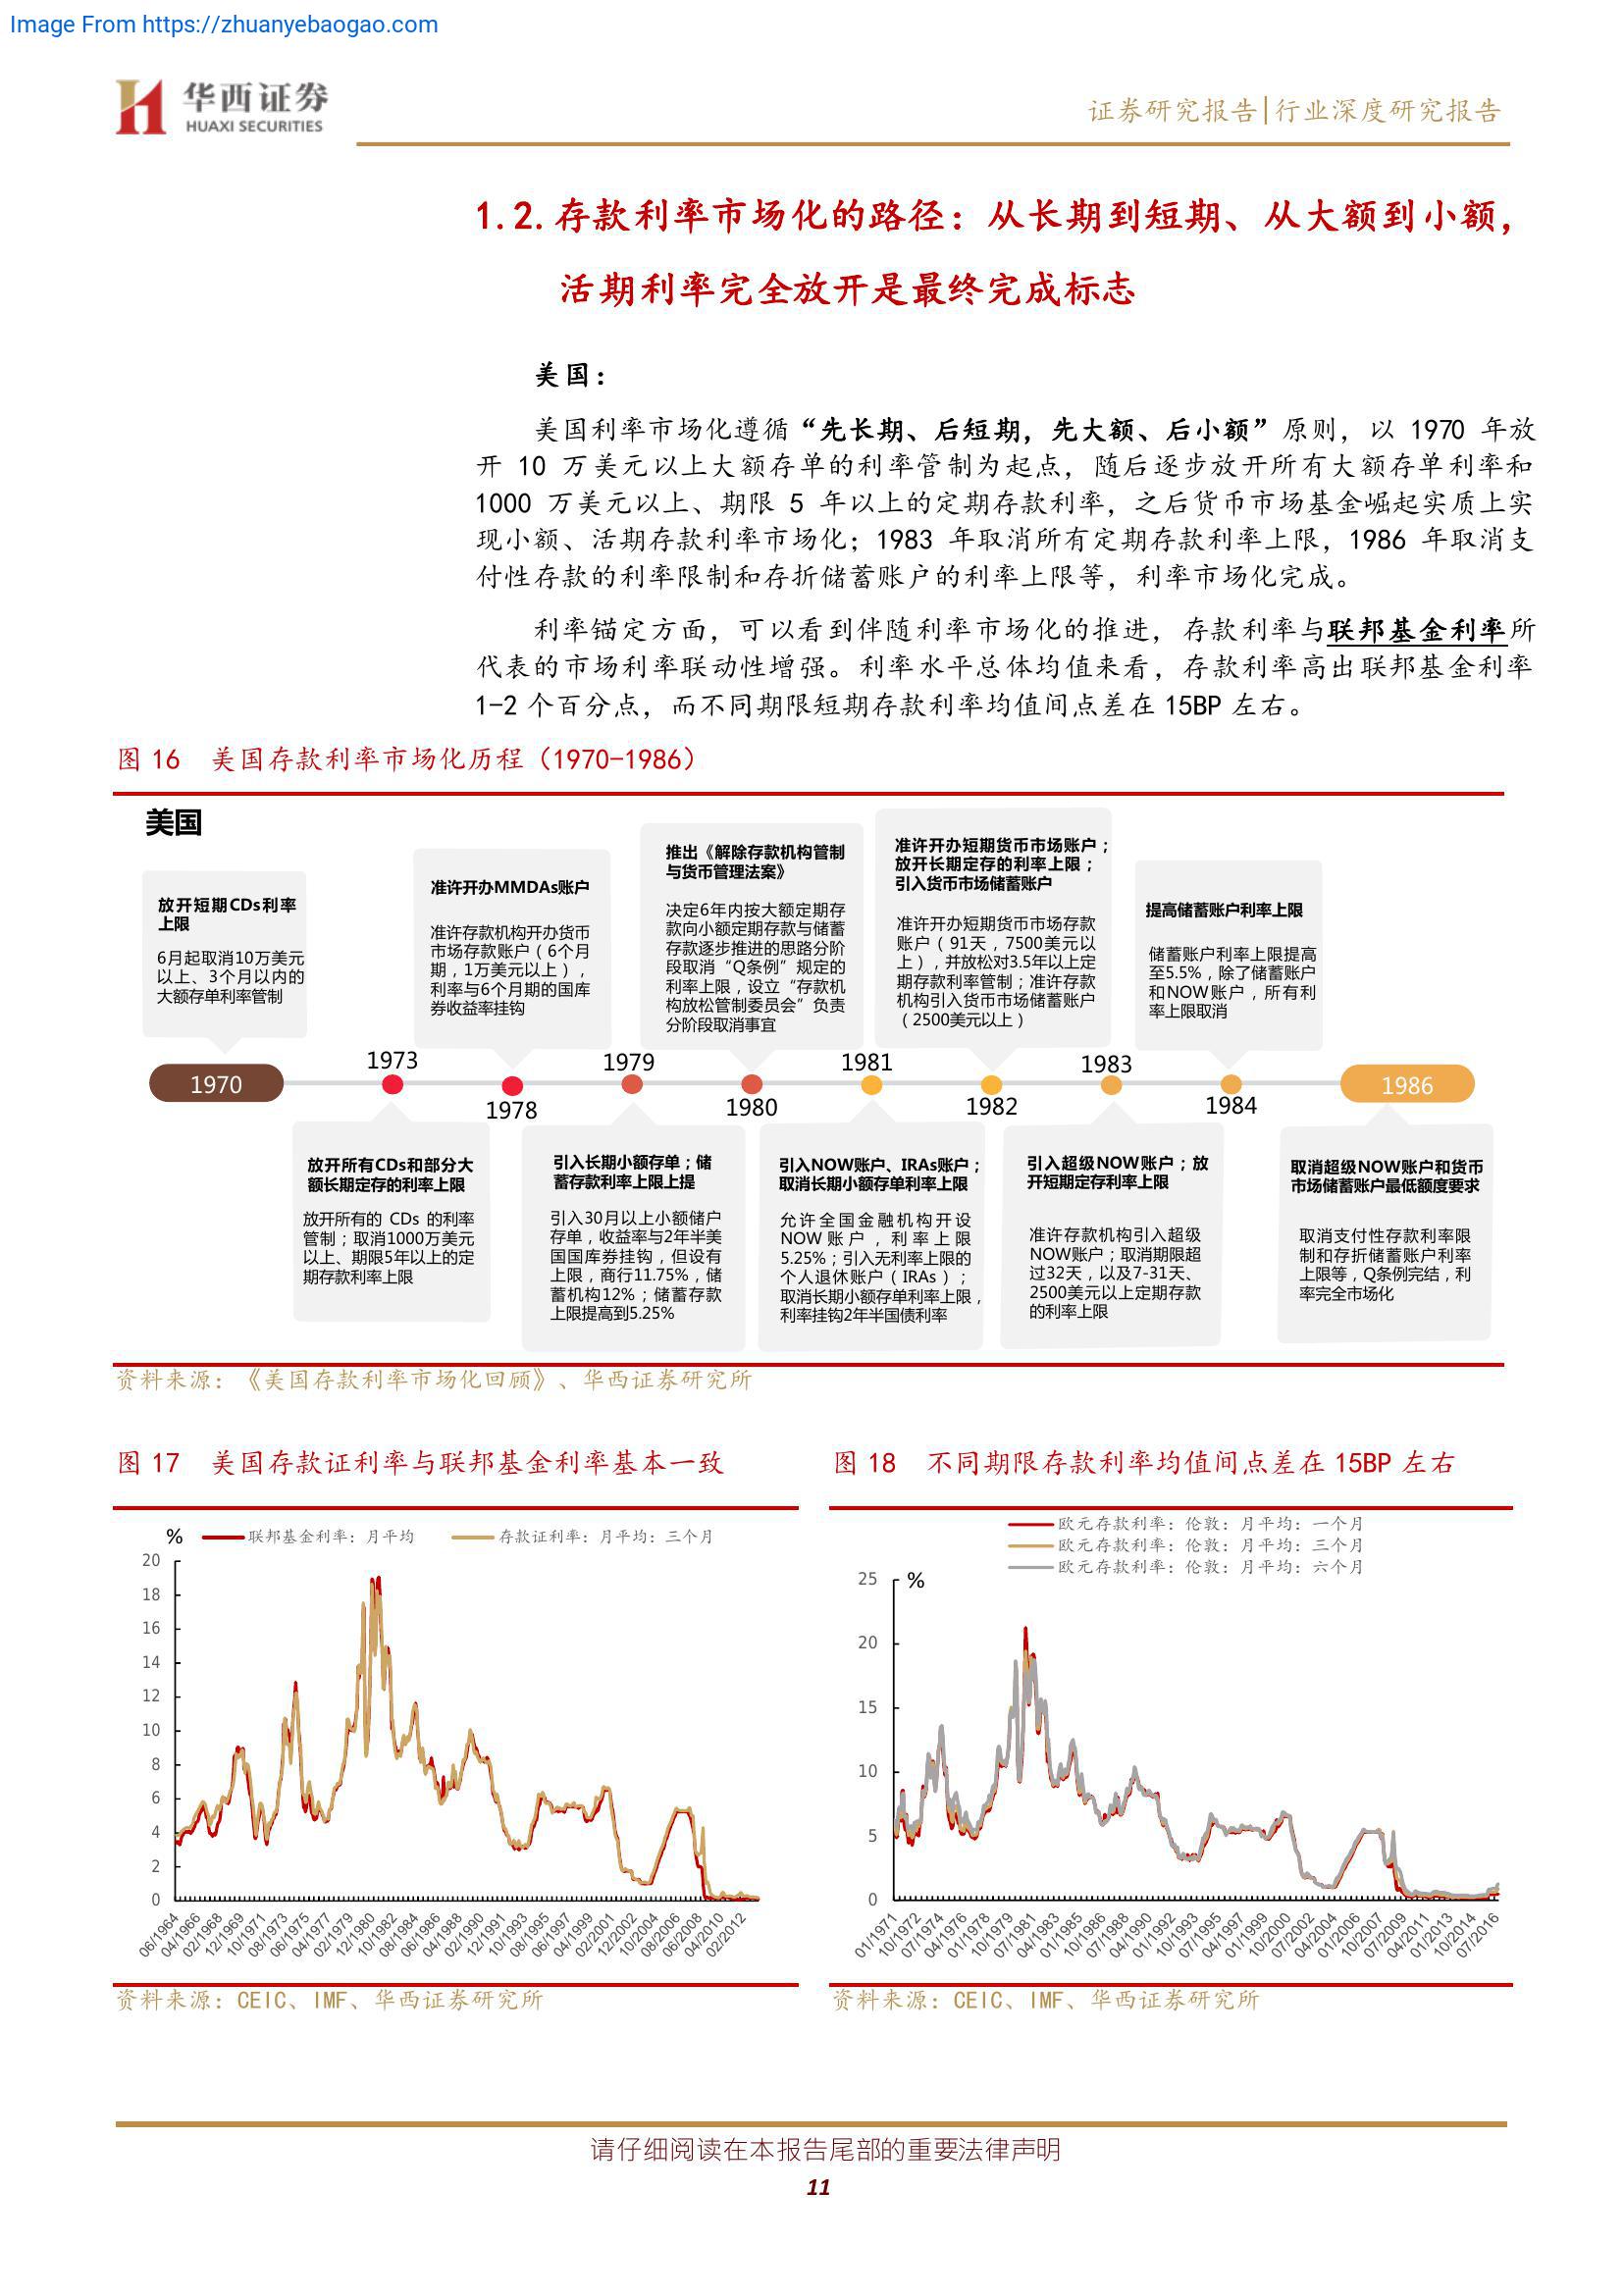 Image From https://zhuanyebaogao.com
华西证券
HUAXI SECURITIES
证券研究报告|行业深度研究报告
1.2.存款利率市场化的路径：从长期到短期、从大额到小额，
活期利率完全放开是最终完成标志
美国：
美国利率市场化遵循“先长期、后短期，先大额、后小额”原则，以 1970 年放
开 10 万美元以上大额存单的利率管制为起点，随后逐步放开所有大额存单利率和
1000 万美元以上、期限 5 年以上的定期存款利率，之后货币市场基金崛起实质上实
现小额、活期存款利率市场化；1983 年取消所有定期存款利率上限，1986 年取消支
付性存款的利率限制和存折储蓄账户的利率上限等，利率市场化完成。
利率锚定方面，可以看到伴随利率市场化的推进，存款利率与联邦基金利率所
代表的市场利率联动性增强。利率水平总体均值来看，存款利率高出联邦基金利率
1-2 个百分点，而不同期限短期存款利率均值间点差在 15BP 左右。
图 16 美国存款利率市场化历程（1970-1986）
美国
放开短期CDs利率
上限
6月起取消10万美元
以上、3个月以内的
大额存单利率管制
准许开办MMDAs账户
准许存款机构开办货币
市场存款账户（6个月
期，1万美元以上），
利率与6个月期的国库
券收益率挂钩
推出《解除存款机构管制
与货币管理法案》
决定6年内按大额定期存
款向小额定期存款与储蓄
存款逐步推进的思路分阶
段取消“Q条例”规定的
利率上限，设立“存款机
构放松管制委员会”负责
分阶段取消事宜
准许开办短期货币市场账户；
放开长期定存的利率上限；
引入货币市场储蓄账户
准许开办短期货币市场存款
账户（91天，7500美元以
上），并放松对3.5年以上定
期存款利率管制；准许存款
机构引入货币市场储蓄账户
（2500美元以上）
提高储蓄账户利率上限
储蓄账户利率上限提高
至5.5%，除了储蓄账户
和NOW账户，所有利
率上限取消
1970
1973
1978
1979
1980
1981
1982
1983
1984
1986
放开所有CDs和部分大
额长期定存的利率上限
放开所有的 CDs 的利率
管制；取消1000万美元
以上、期限5年以上的定
期存款利率上限
引入长期小额存单；储
蓄存款利率上限上提
引入30月以上小额储户
存单，收益率与2年半美
国国库券挂钩，但设有
上限，商行11.75%，储
蓄机构12%；储蓄存款
上限提高到5.25%
引入NOW账户、IRAs账户；
取消长期小额存单利率上限
允许全国金融机构开设
NOW账户，利率上限
5.25%；引入无利率上限的
个人退休账户（IRAs）；
取消长期小额存单利率上限，
利率挂钩2年半国债利率
引入超级NOW账户；放
开短期定存利率上限
准许存款机构引入超级
NOW账户；取消期限超
过32天，以及7-31天、
2500美元以上定期存款
的利率上限
取消超级NOW账户和货币
市场储蓄账户最低额度要求
取消支付性存款利率限
制和存折储蓄账户利率
上限等，Q条例完结，利
率完全市场化
资料来源：《美国存款利率市场化回顾》、华西证券研究所
图 17 美国存款证利率与联邦基金利率基本一致
%
联邦基金利率：月平均
存款证利率：月平均：三个月
20
18
16
14
12
10
8
6
4
2
0
06/1964
04/1966
02/1968
12/1969
10/1971
08/1973
06/1975
04/1977
02/1979
12/1980
10/1982
08/1984
06/1986
04/1988
02/1990
12/1991
10/1993
08/1995
06/1997
04/1999
02/2001
12/2002
10/2004
08/2006
06/2008
04/2010
02/2012
资料来源：CEIC、IMF、华西证券研究所
图 18 不同期限存款利率均值间点差在 15BP 左右
欧元存款利率：伦敦：月平均：一个月
欧元存款利率：伦敦：月平均：三个月
欧元存款利率：伦敦：月平均：六个月
%
25
20
15
10
5
0
01/1971
10/1972
07/1974
04/1976
01/1978
10/1979
07/1981
04/1983
01/1985
10/1986
07/1988
04/1990
01/1992
10/1993
07/1995
04/1997
01/1999
10/2000
07/2002
04/2004
01/2006
10/2007
07/2009
04/2011
01/2013
10/2014
07/2016
资料来源：CEIC、IMF、华西证券研究所
请仔细阅读在本报告尾部的重要法律声明
11